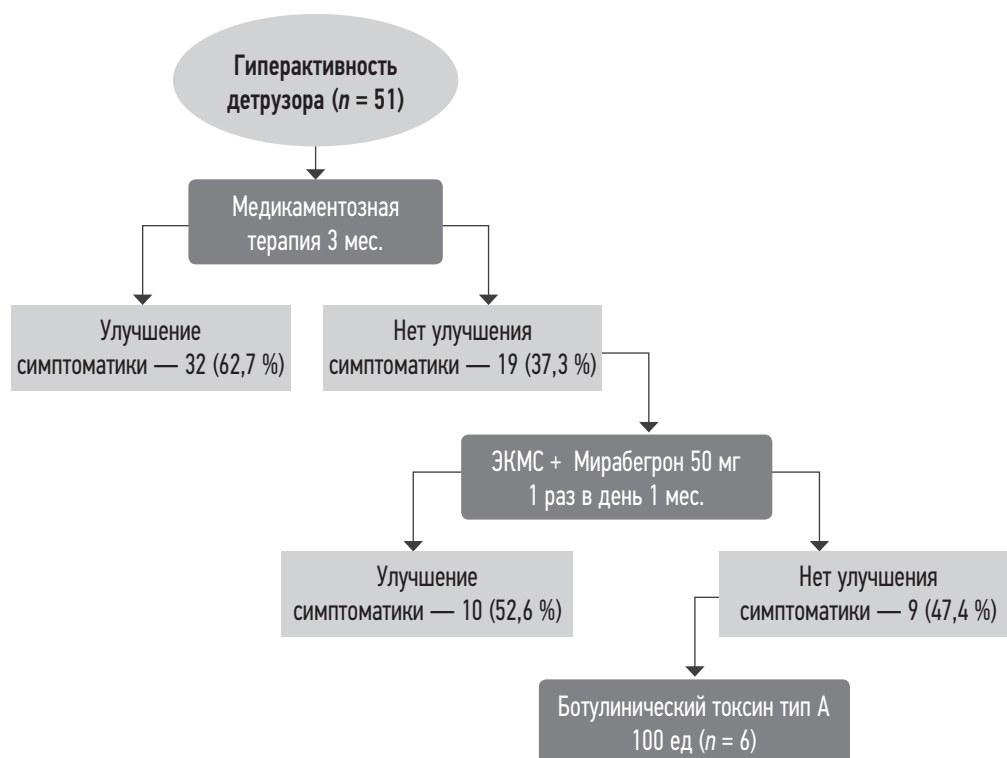 Гиперактивность
детрузора (n = 51)
Медикаментозная
терапия 3 мес.
Улучшение
симптоматики — 32 (62,7 %)
Нет улучшения
симптоматики — 19 (37,3 %)
ЭКМС + Мирабегрон 50 мг
1 раз в день 1 мес.
Улучшение
симптоматики — 10 (52,6 %)
Нет улучшения
симптоматики — 9 (47,4 %)
Ботулинический токсин тип А
100 ед (n = 6)